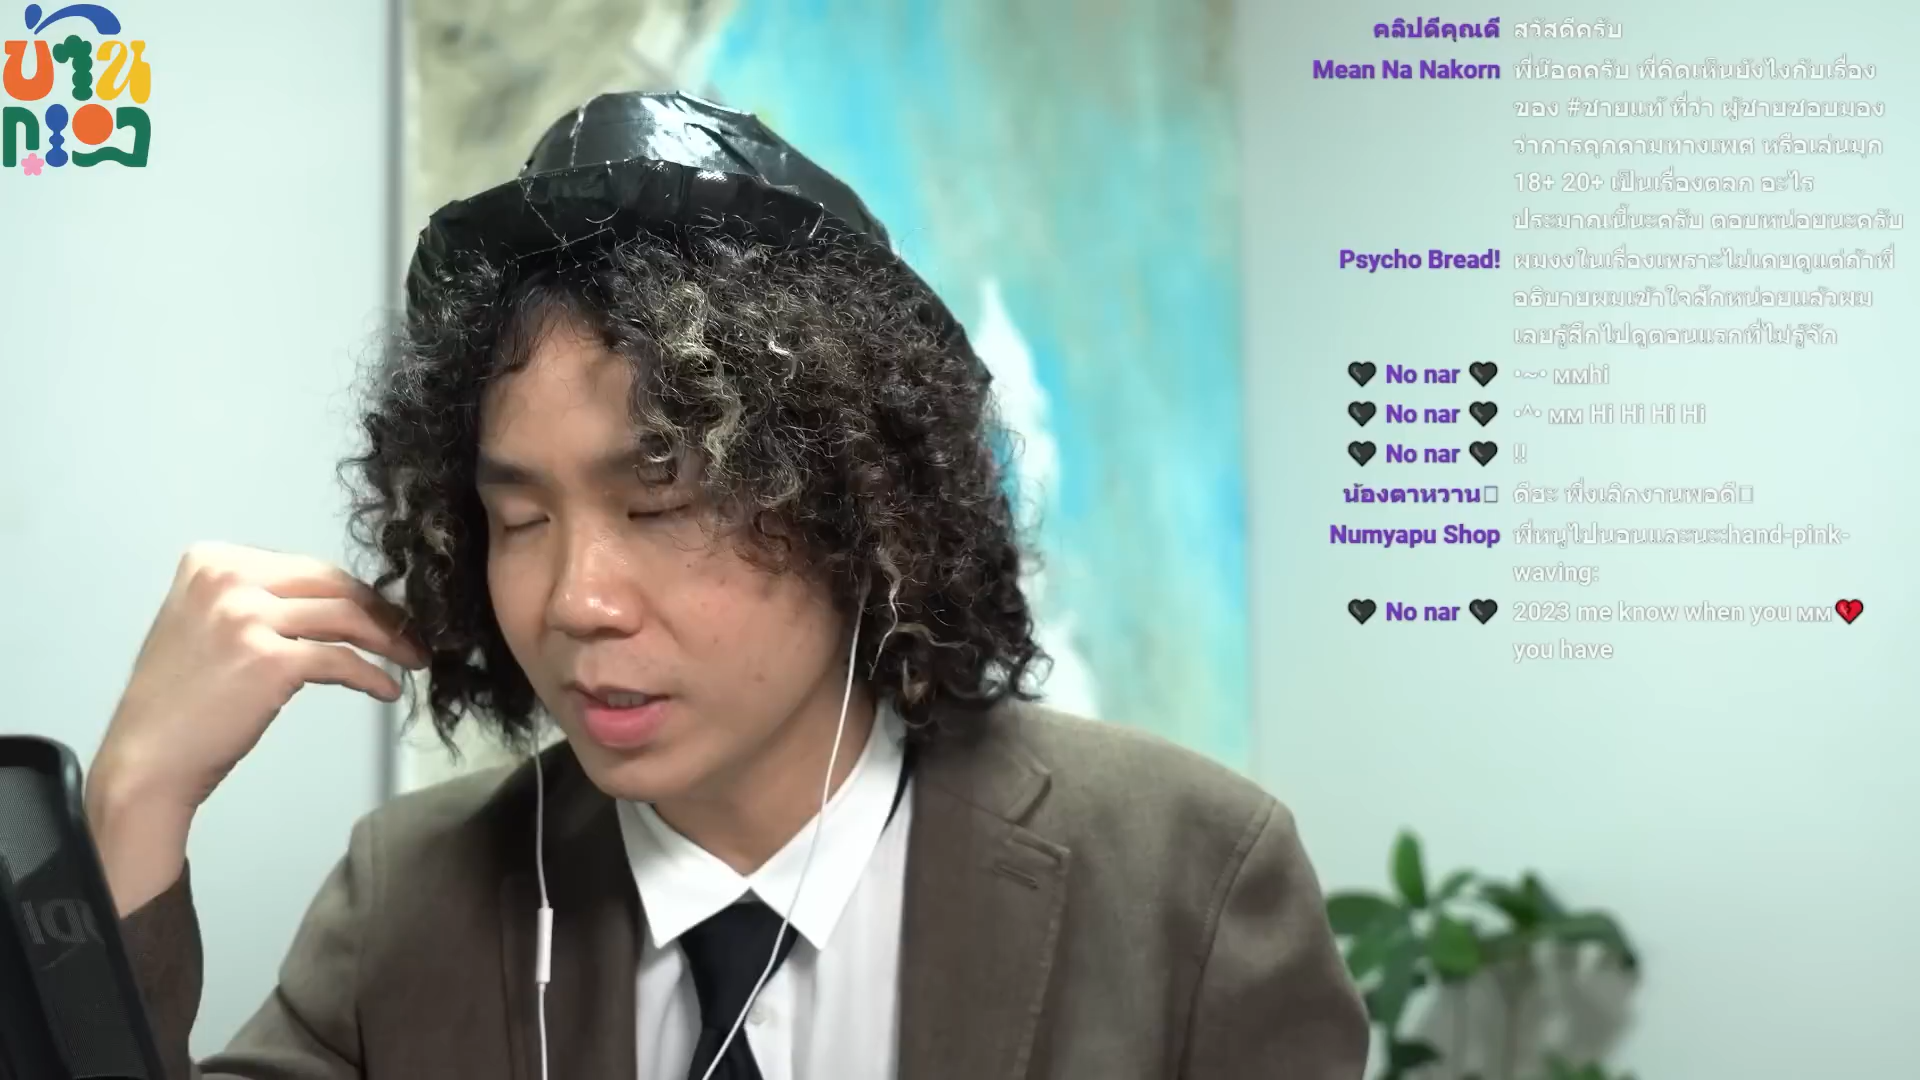 บ้าน
กูเอง
คลิปดีคุณดี สวัสดีครับ
Mean Na Nakorn พี่น๊อตครับ พี่คิดเห็นยังไงกับเรื่อง
ของ #ชายแท้ ที่ว่า ผู้ชายชอบมอง
ว่าการคุกคามทางเพศ หรือเล่นมุก
18+ 20+ เป็นเรื่องตลก อะไร
ประมาณนี้นะครับ ตอบหน่อยนะครับ
Psycho Bread! ผมงงในเรื่องเพราะไม่เคยดูแต่ถ้าพี่
อธิบายผมเข้าใจสักหน่อยแล้วผม
เลยรู้สึกไปดูตอนแรกที่ไม่รู้จัก
🖤 No nar 🖤 •~• ммhi
🖤 No nar 🖤 •^• мм Hi Hi Hi Hi
🖤 No nar 🖤 !!
น้องตาหวาน ดีฮะ พึ่งเลิกงานพอดี
Numyapu Shop พี่หนูไปนอนและนะ:hand-pink-
waving:
🖤 No nar 🖤 2023 me know when you мм💔
you have